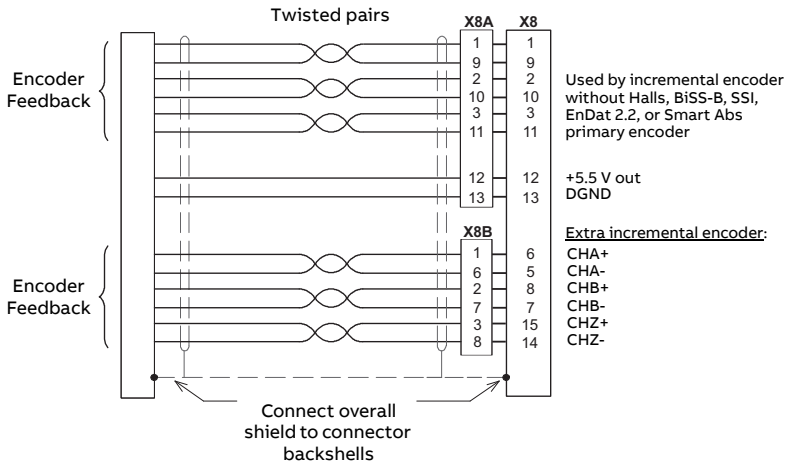 Twisted pairs
X8A X8
1 1
9 9
Encoder
Feedback
2 2
10 10
3 3
11 11
Used by incremental encoder
without Halls, BiSS-B, SSI,
EnDat 2.2, or Smart Abs
primary encoder
12 12 +5.5 V out
13 13 DGND
X8B
Extra incremental encoder:
1 6 CHA+
6 5 CHA-
Encoder
Feedback
2 8 CHB+
7 7 CHB-
3 15 CHZ+
8 14 CHZ-
Connect overall
shield to connector
backshells